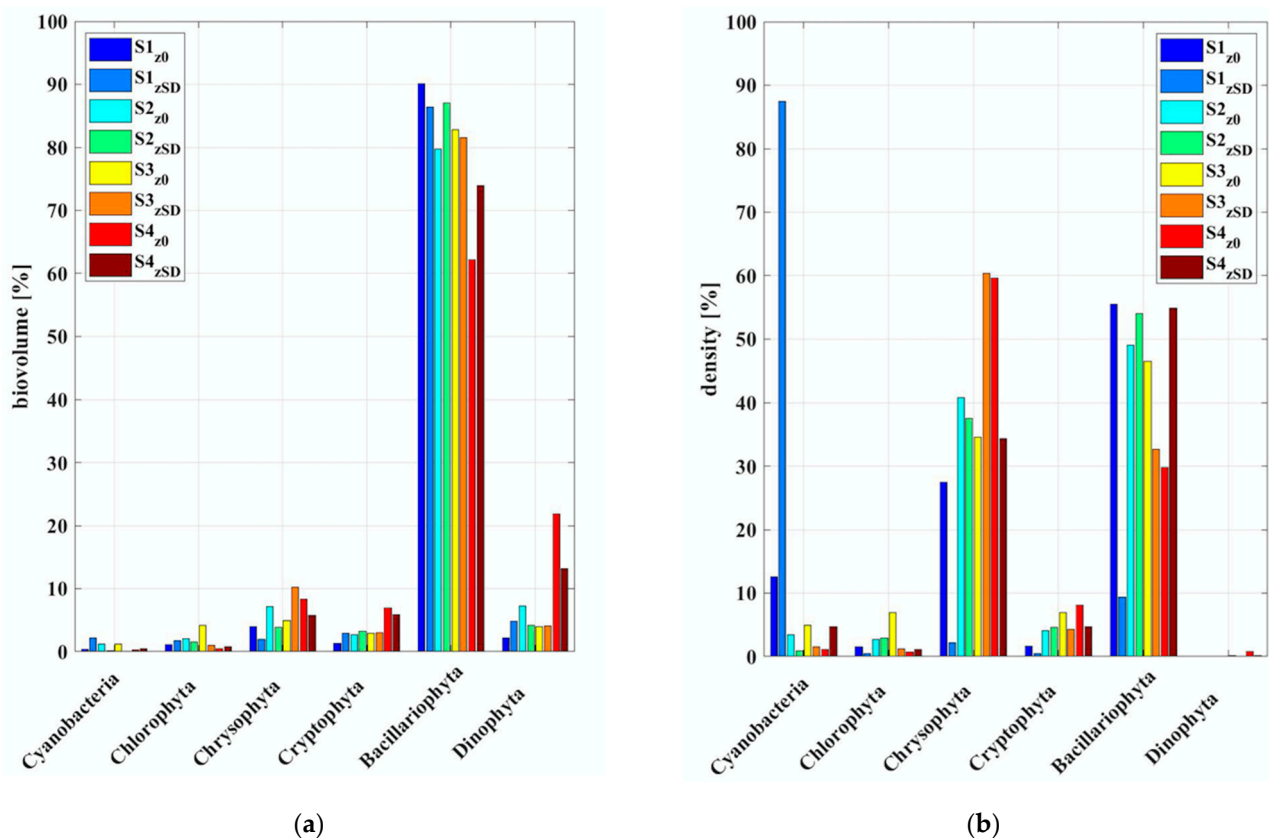 100
90
80
70
60
50
40
30
20
10
0
biovolume [%]
S1z0
S1zSD
S2z0
S2zSD
S3z0
S3zSD
S4z0
S4zSD
Cyanobacteria
Chlorophyta
Chrysophyta
Cryptophyta
Bacillariophyta
Dinophyta
(a)
100
90
80
70
60
50
40
30
20
10
0
density [%]
S1z0
S1zSD
S2z0
S2zSD
S3z0
S3zSD
S4z0
S4zSD
Cyanobacteria
Chlorophyta
Chrysophyta
Cryptophyta
Bacillariophyta
Dinophyta
(b)